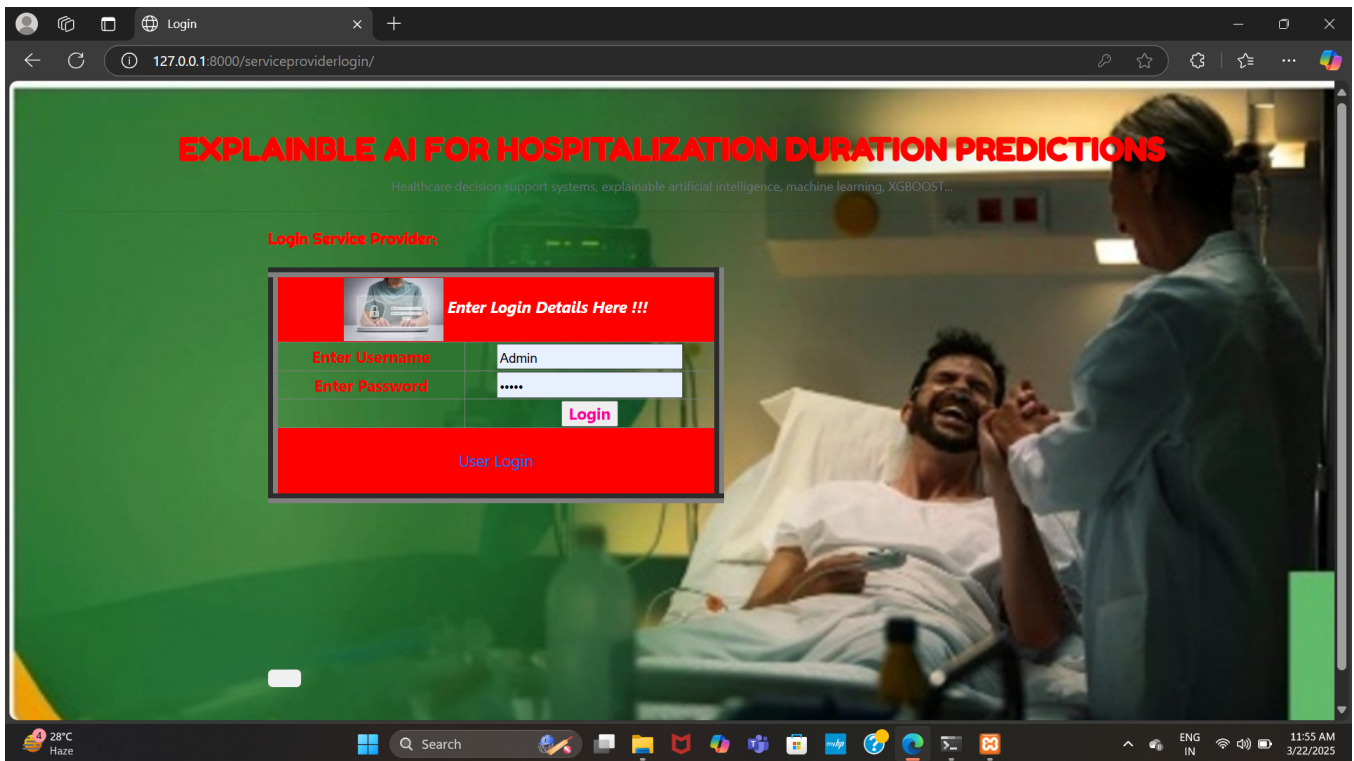 Login
127.0.0.1:8000/serviceproviderlogin/
EXPLAINBLE AI FOR HOSPITALIZATION DURATION PREDICTIONS
Healthcare decision support systems, explainable artificial intelligence, machine learning, XGBOOST...
Login Service Provider:
Enter Login Details Here !!!
Enter Username Admin
Enter Password •••••
Login
User Login
4 28°C
Haze
Search
myhp
ENG
IN
11:55 AM
3/22/2025